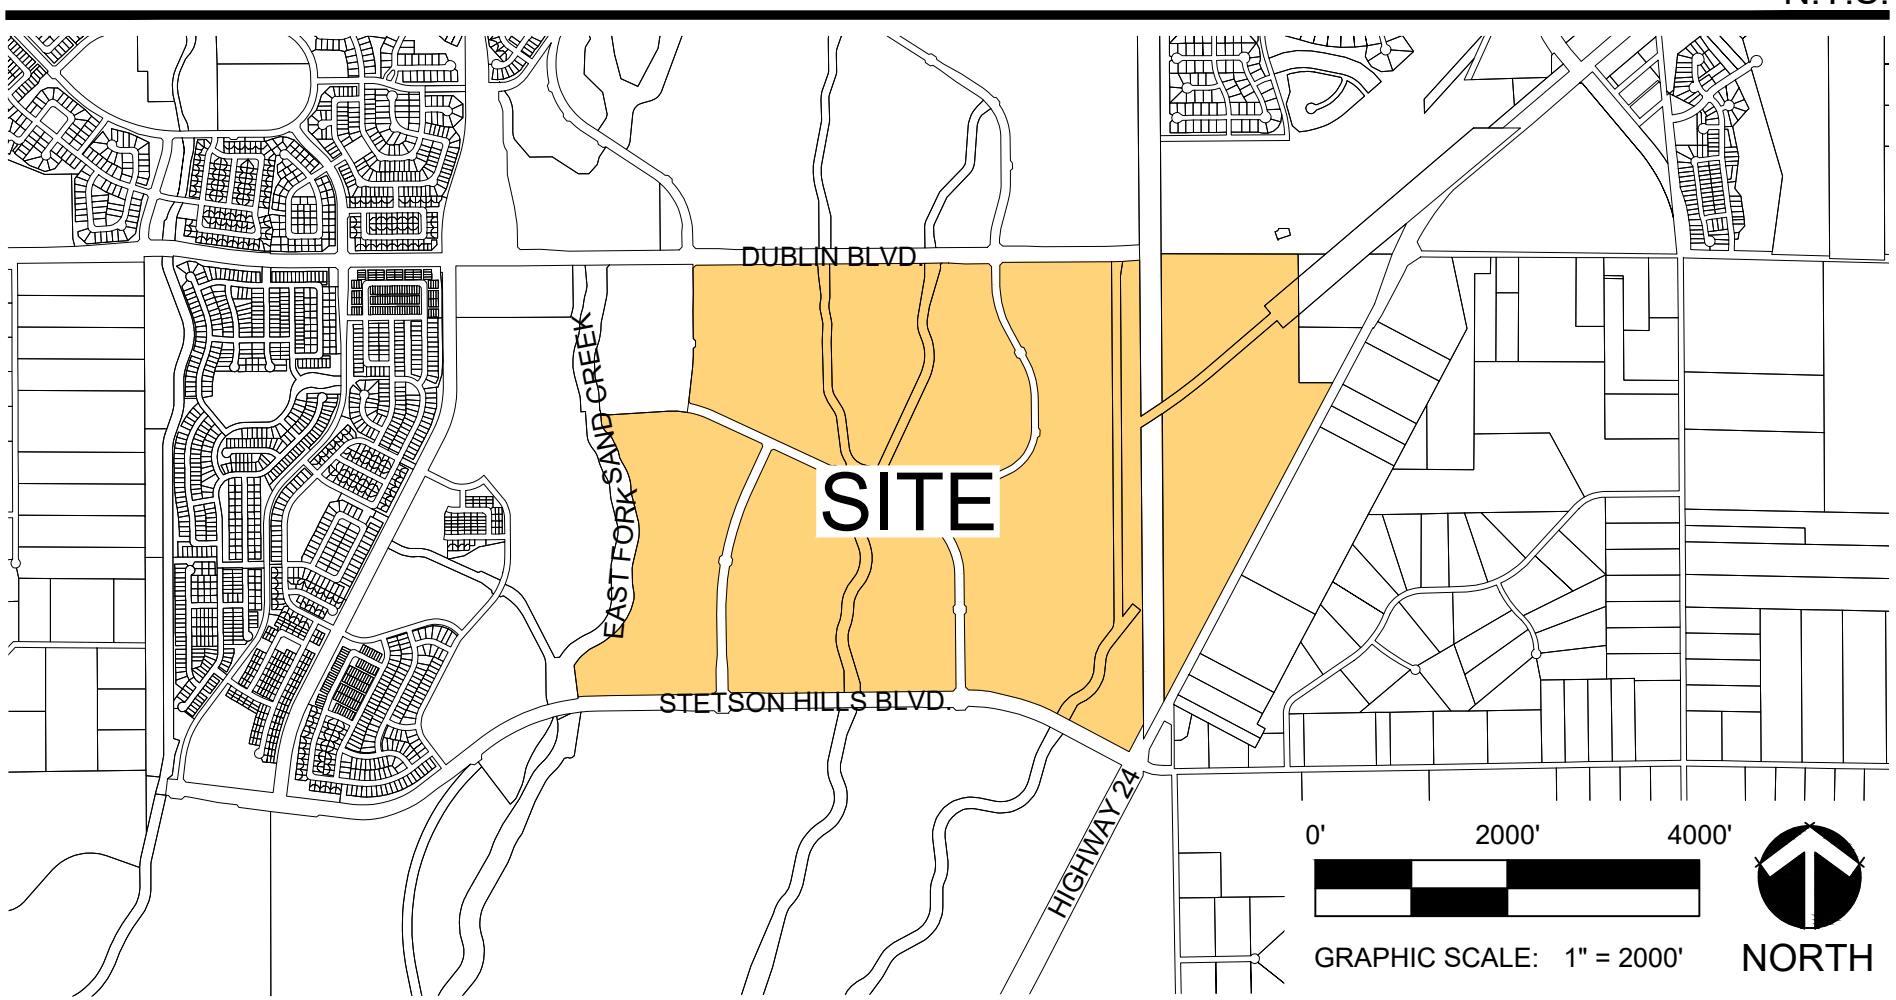 N.T.S.
DUBLIN BLVD.
EAST FORK SAND CREEK
SITE
STETSON HILLS BLVD.
HIGHWAY 24
0' 2000' 4000'
GRAPHIC SCALE: 1" = 2000'
NORTH